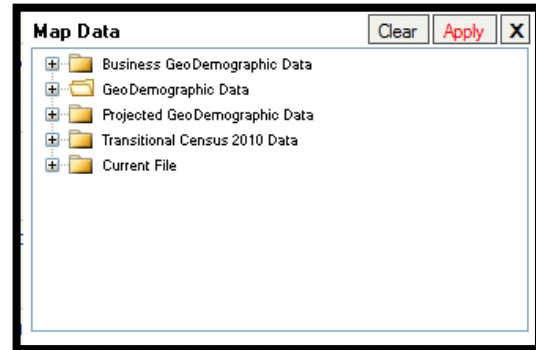 Map Data Clear Apply X
Business GeoDemographic Data
GeoDemographic Data
Projected GeoDemographic Data
Transitional Census 2010 Data
Current File